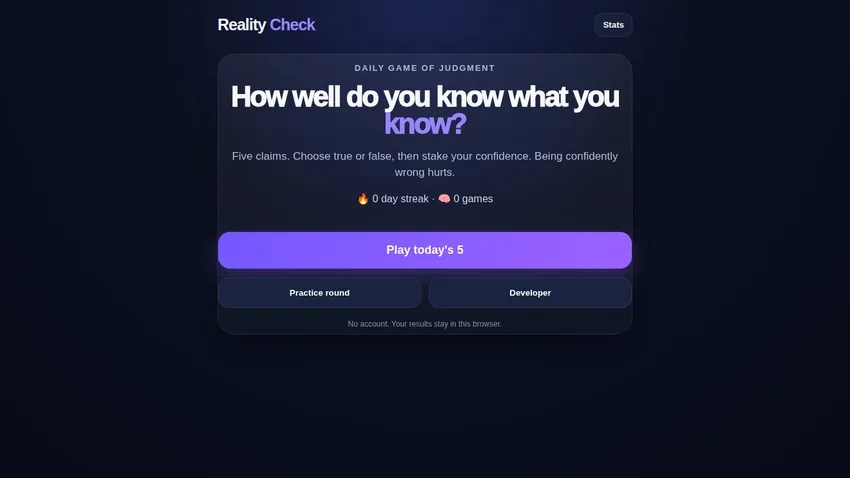 Reality Check
Stats
DAILY GAME OF JUDGMENT
How well do you know what you
know?
Five claims. Choose true or false, then stake your confidence. Being confidently
wrong hurts.
🔥 0 day streak · 🧠 0 games
Play today's 5
Practice round
Developer
No account. Your results stay in this browser.